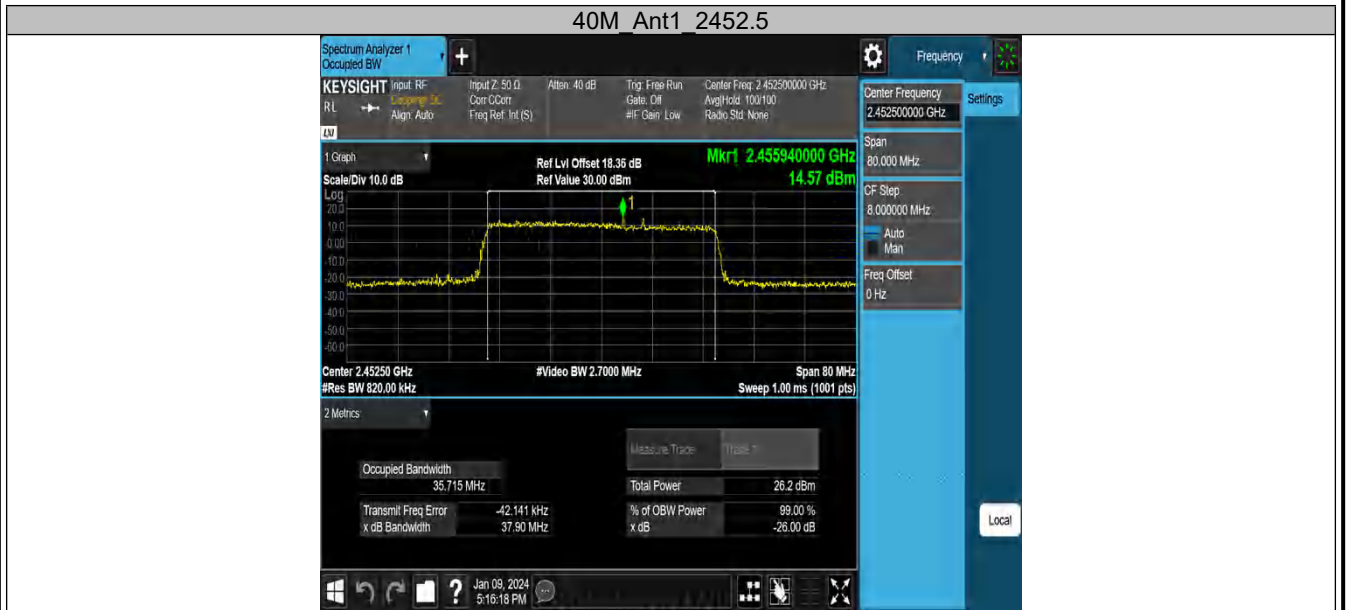 40M_Ant1_2452.5
Spectrum Analyzer 1
Occupied BW
+
Frequency
KEYSIGHT
RL
LXI
Input: RF
Coupling: DC
Align: Auto
Input Z: 50 Ω
Corr CCorr
Freq Ref: Int (S)
Atten: 40 dB
Trig: Free Run
Gate: Off
#IF Gain: Low
Center Freq: 2.452500000 GHz
Avg|Hold: 100/100
Radio Std: None
Center Frequency
2.452500000 GHz
Settings
Span
80.000 MHz
CF Step
8.000000 MHz
Auto
Man
Freq Offset
0 Hz
Local
1 Graph
Scale/Div 10.0 dB
Ref Lvl Offset 18.36 dB
Ref Value 30.00 dBm
Mkr1 2.455940000 GHz
14.57 dBm
Log
20.0
10.0
0.00
-10.0
-20.0
-30.0
-40.0
-50.0
-60.0
1
Center 2.45250 GHz
#Video BW 2.7000 MHz
Span 80 MHz
#Res BW 820.00 kHz
Sweep 1.00 ms (1001 pts)
2 Metrics
Measure Trace
Trace 1
Occupied Bandwidth
35.715 MHz
Total Power
26.2 dBm
Transmit Freq Error
-42.141 kHz
% of OBW Power
99.00 %
x dB Bandwidth
37.90 MHz
x dB
-26.00 dB
?
Jan 09, 2024
5:16:18 PM